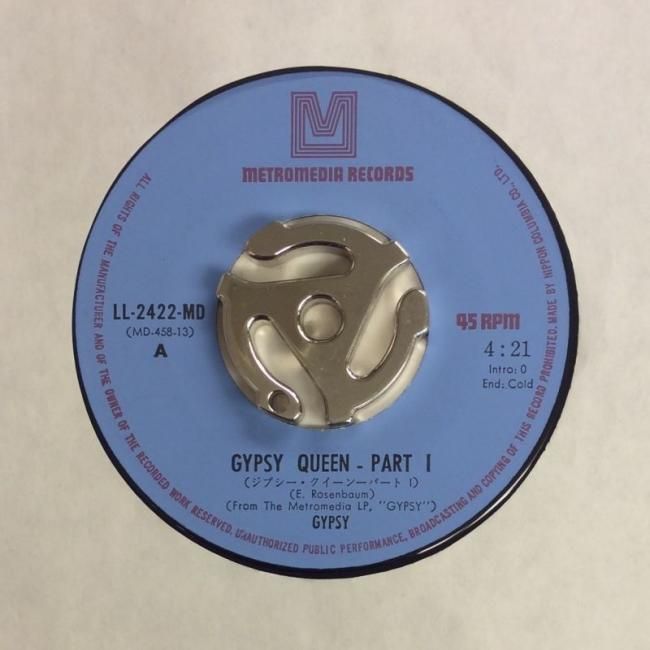 M
METROMEDIA RECORDS
LL-2422-MD
(MD-458-13)
A
45 RPM
4:21
Intro: 0
End: Cold
GYPSY QUEEN - PART I
(ジプシー・クイーン-パート I)
(E. Rosenbaum)
(From The Metromedia LP, "GYPSY")
GYPSY
ALL RIGHTS OF THE MANUFACTURER AND OF THE OWNER OF THE RECORDED WORK RESERVED. UNAUTHORIZED PUBLIC PERFORMANCE, BROADCASTING AND COPYING OF THIS RECORD PROHIBITED. MADE BY NIPPON COLUMBIA CO., LTD.